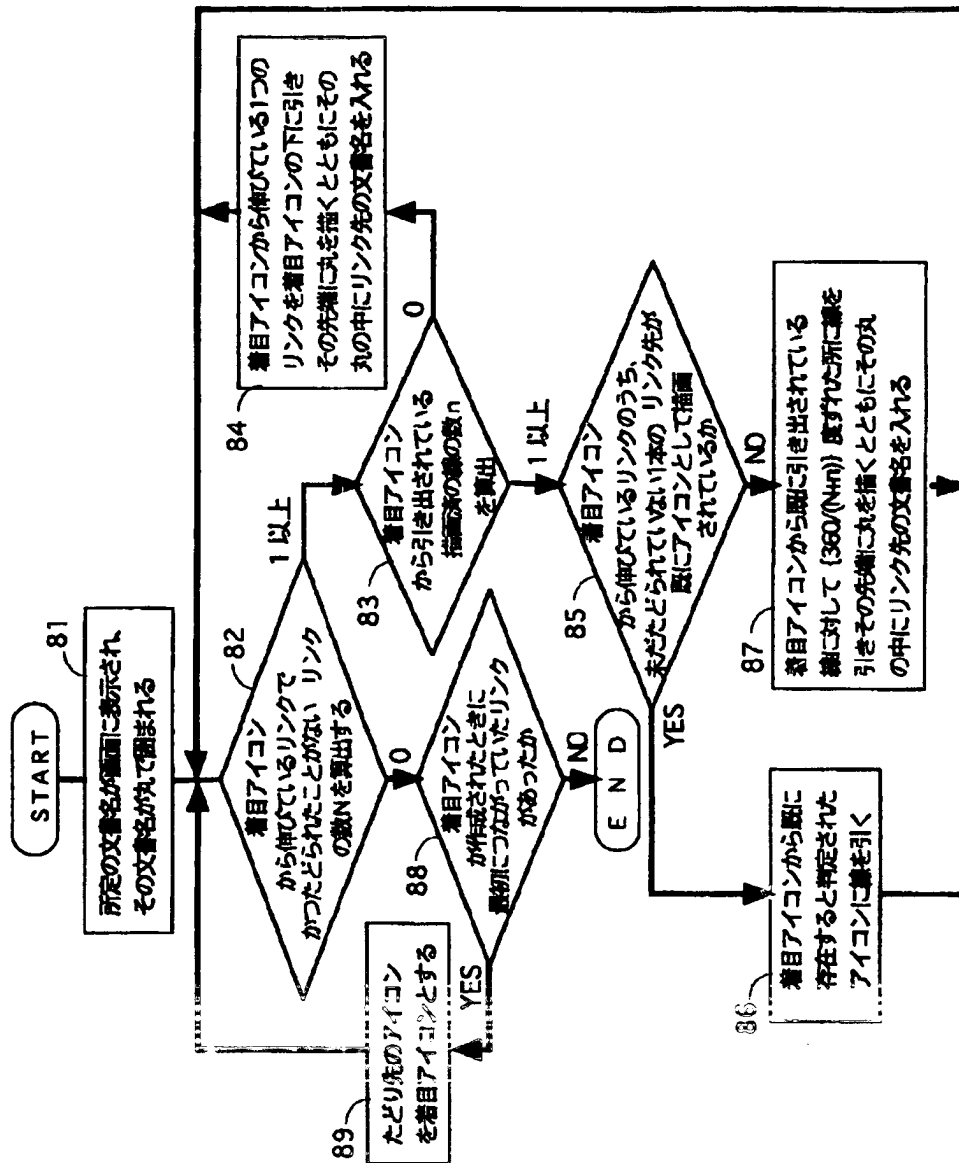 START
81
所定の文書名が画面に表示され、
その文書名が丸で囲まれる
82
着目アイコン
から伸びているリンクで
かつたどられたことがない リンク
の数Nを算出する
1以上
0
83
着目アイコン
から引き出されている
描画済の線の数n
を算出
0
1以上
84
着目アイコンから伸びている1つの
リンクを着目アイコンの下に引き
その先端に丸を描くとともにその
丸の中にリンク先の文書名を入れる
85
着目アイコン
から伸びているリンクのうち、
未だたどられていない1本の リンク先が
既にアイコンとして描画
されているか
YES
NO
86
着目アイコンから既に
存在すると判定された
アイコンに線を引く
87
着目アイコンから既に引き出されている
線に対して {360/(N+n)} 度ずれた所に線を
引きその先端に丸を描くとともにその丸
の中にリンク先の文書名を入れる
88
着目アイコン
が作成されたときに
最初につながっていたリンク
があったか
YES
NO
89
たどり先のアイコン
を着目アイコンとする
END